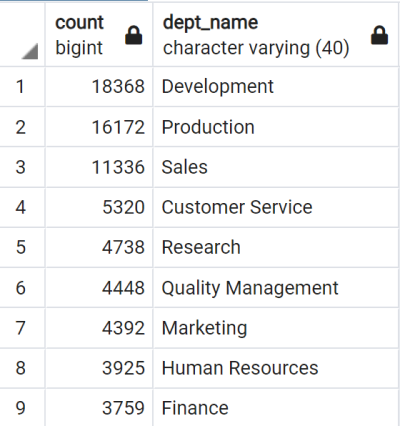 count dept_name
bigint character varying (40)
1 18368 Development
2 16172 Production
3 11336 Sales
4 5320 Customer Service
5 4738 Research
6 4448 Quality Management
7 4392 Marketing
8 3925 Human Resources
9 3759 Finance